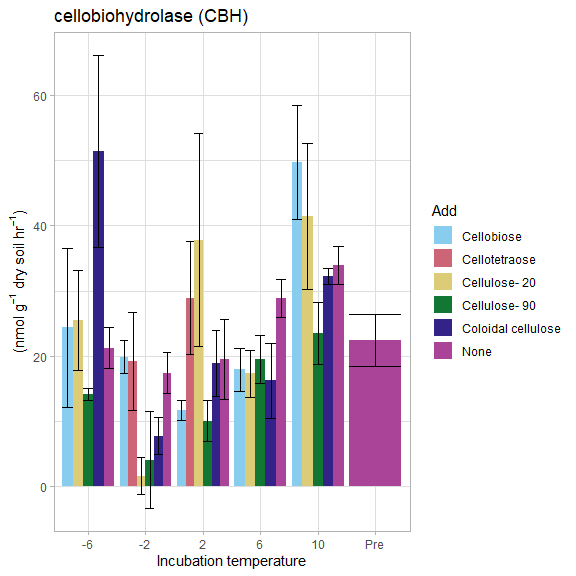 cellobiohydrolase (CBH)
(nmol g⁻¹ dry soil hr⁻¹)
60
40
20
0
-6 -2 2 6 10 Pre
Incubation temperature
Add
Cellobiose
Cellotetraose
Cellulose- 20
Cellulose- 90
Coloidal cellulose
None